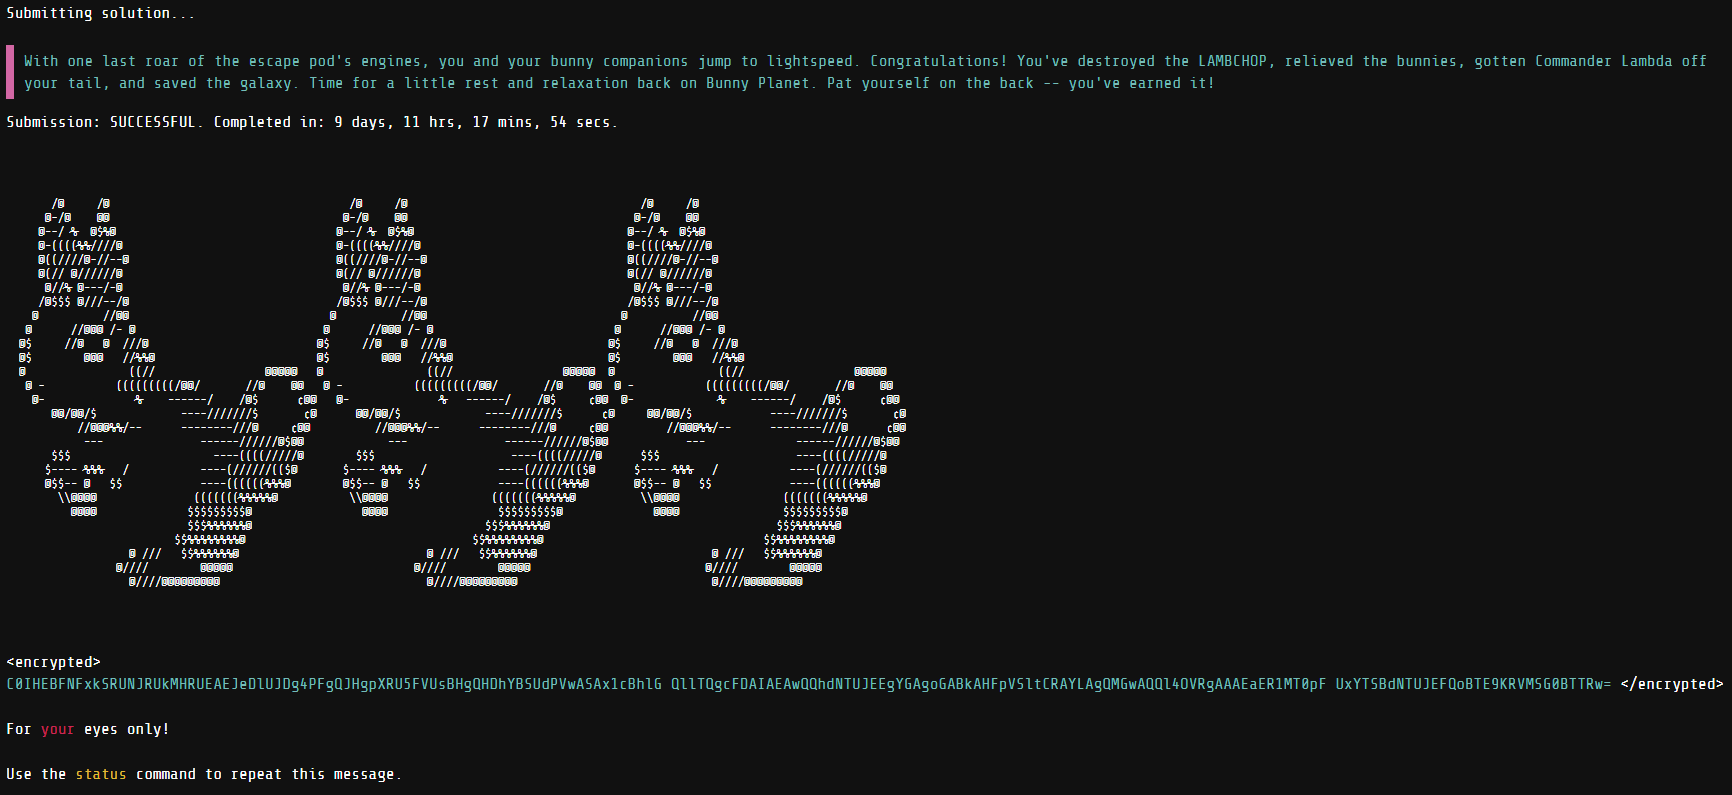 Submitting solution...
With one last roar of the escape pod's engines, you and your bunny companions jump to lightspeed. Congratulations! You've destroyed the LAMBCHOP, relieved the bunnies, gotten Commander Lambda off
your tail, and saved the galaxy. Time for a little rest and relaxation back on Bunny Planet. Pat yourself on the back -- you've earned it!
Submission: SUCCESSFUL. Completed in: 9 days, 11 hrs, 17 mins, 54 secs.
<encrypted>
C0IHEBFNFxkSRUNJRUkMHRUEAEJeDlUJDg4PFgQJHgpXRU5FVUsBHgQHDhYBSUdPVwASAx1cBhlG QllTQgcFDAIAEAwQQhdNTUJEEgYGAgoGABkAHFpVSltCRAYLAgQMGwAQQl4OVRgAAAEaER1MT0pF UxYTSBdNTUJEFQoBTE9KRVMSG0BTTRw= </encrypted>
For your eyes only!
Use the status command to repeat this message.